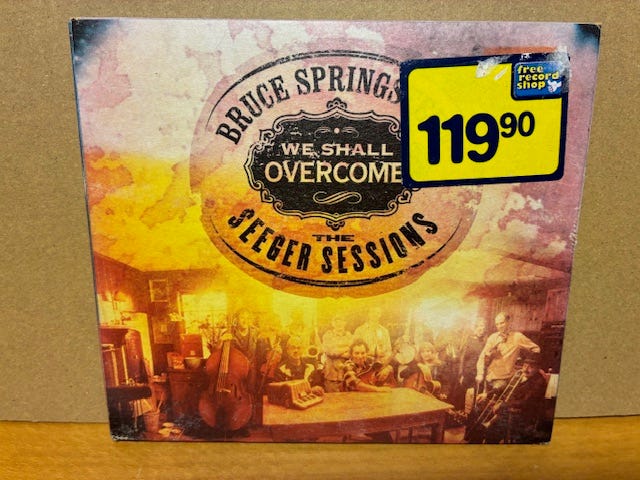 BRUCE SPRINGS
WE SHALL
OVERCOME
THE
SEEGER SESSIONS
free
record
shop
119 90